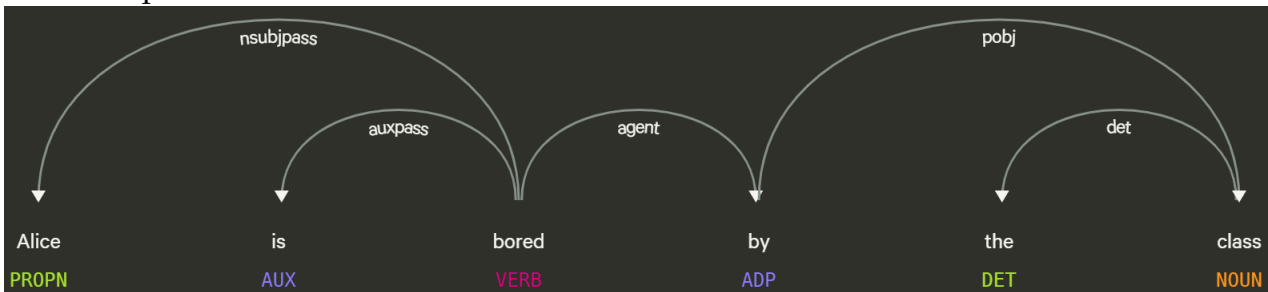 nsubjpass pobj
auxpass agent det
Alice is bored by the class
PROPN AUX VERB ADP DET NOUN